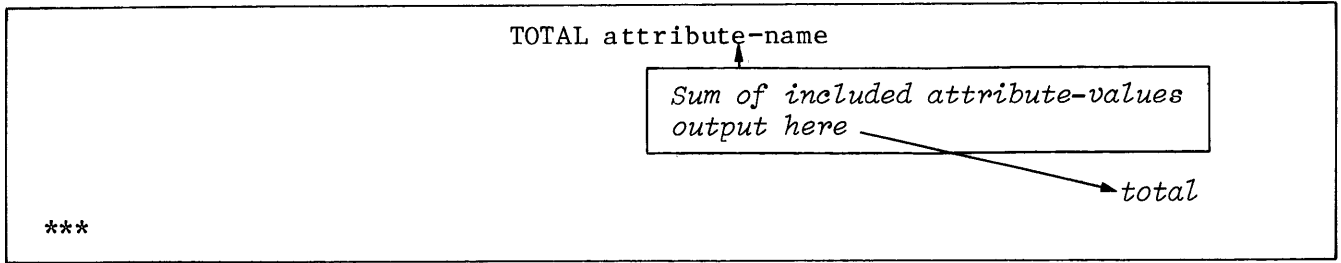 TOTAL attribute-name
Sum of included attribute-values
output here
total
***